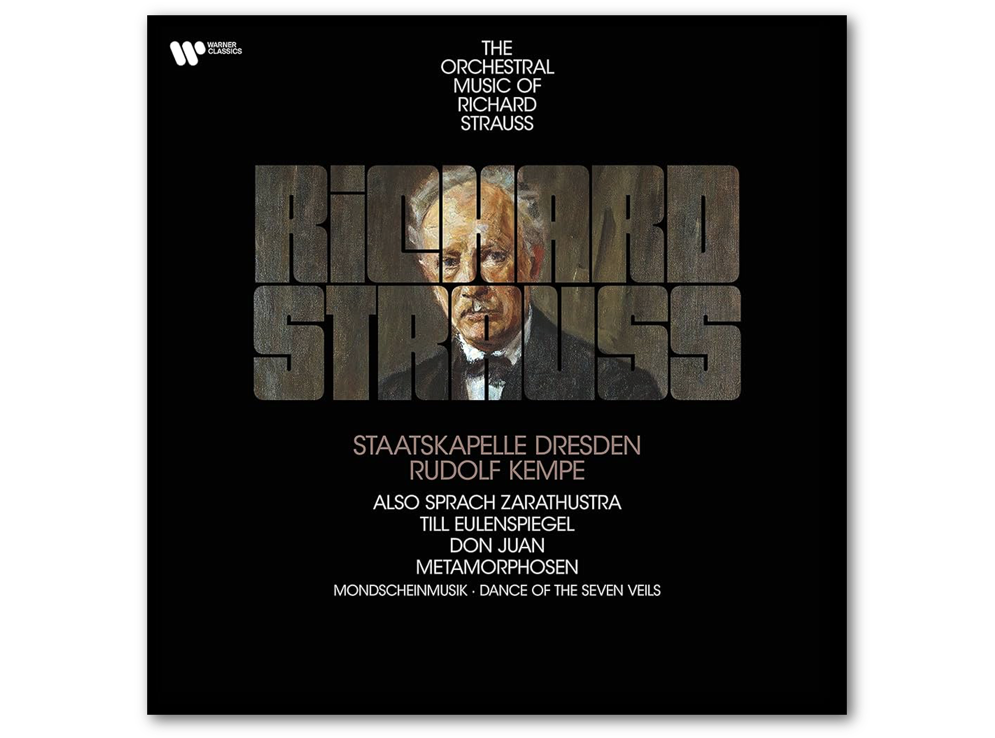 WARNER
CLASSICS
THE
ORCHESTRAL
MUSIC OF
RICHARD
STRAUSS
RiCHARD
STRAUSS
STAATSKAPELLE DRESDEN
RUDOLF KEMPE
ALSO SPRACH ZARATHUSTRA
TILL EULENSPIEGEL
DON JUAN
METAMORPHOSEN
MONDSCHEINMUSIK · DANCE OF THE SEVEN VEILS